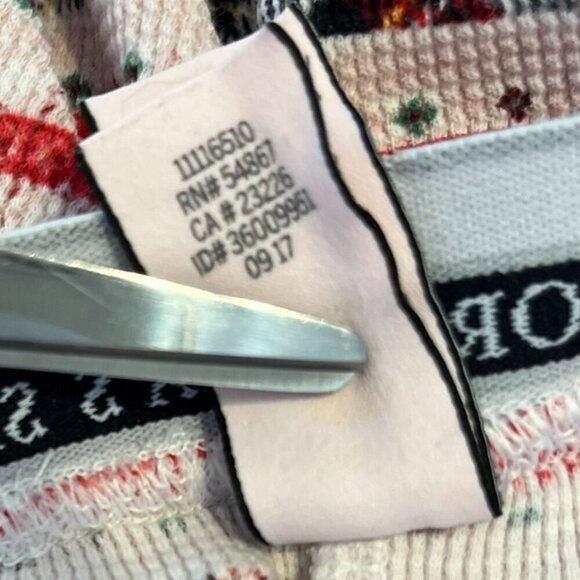 11116510
RN# 54867
CA # 23226
ID# 36009961
09 17